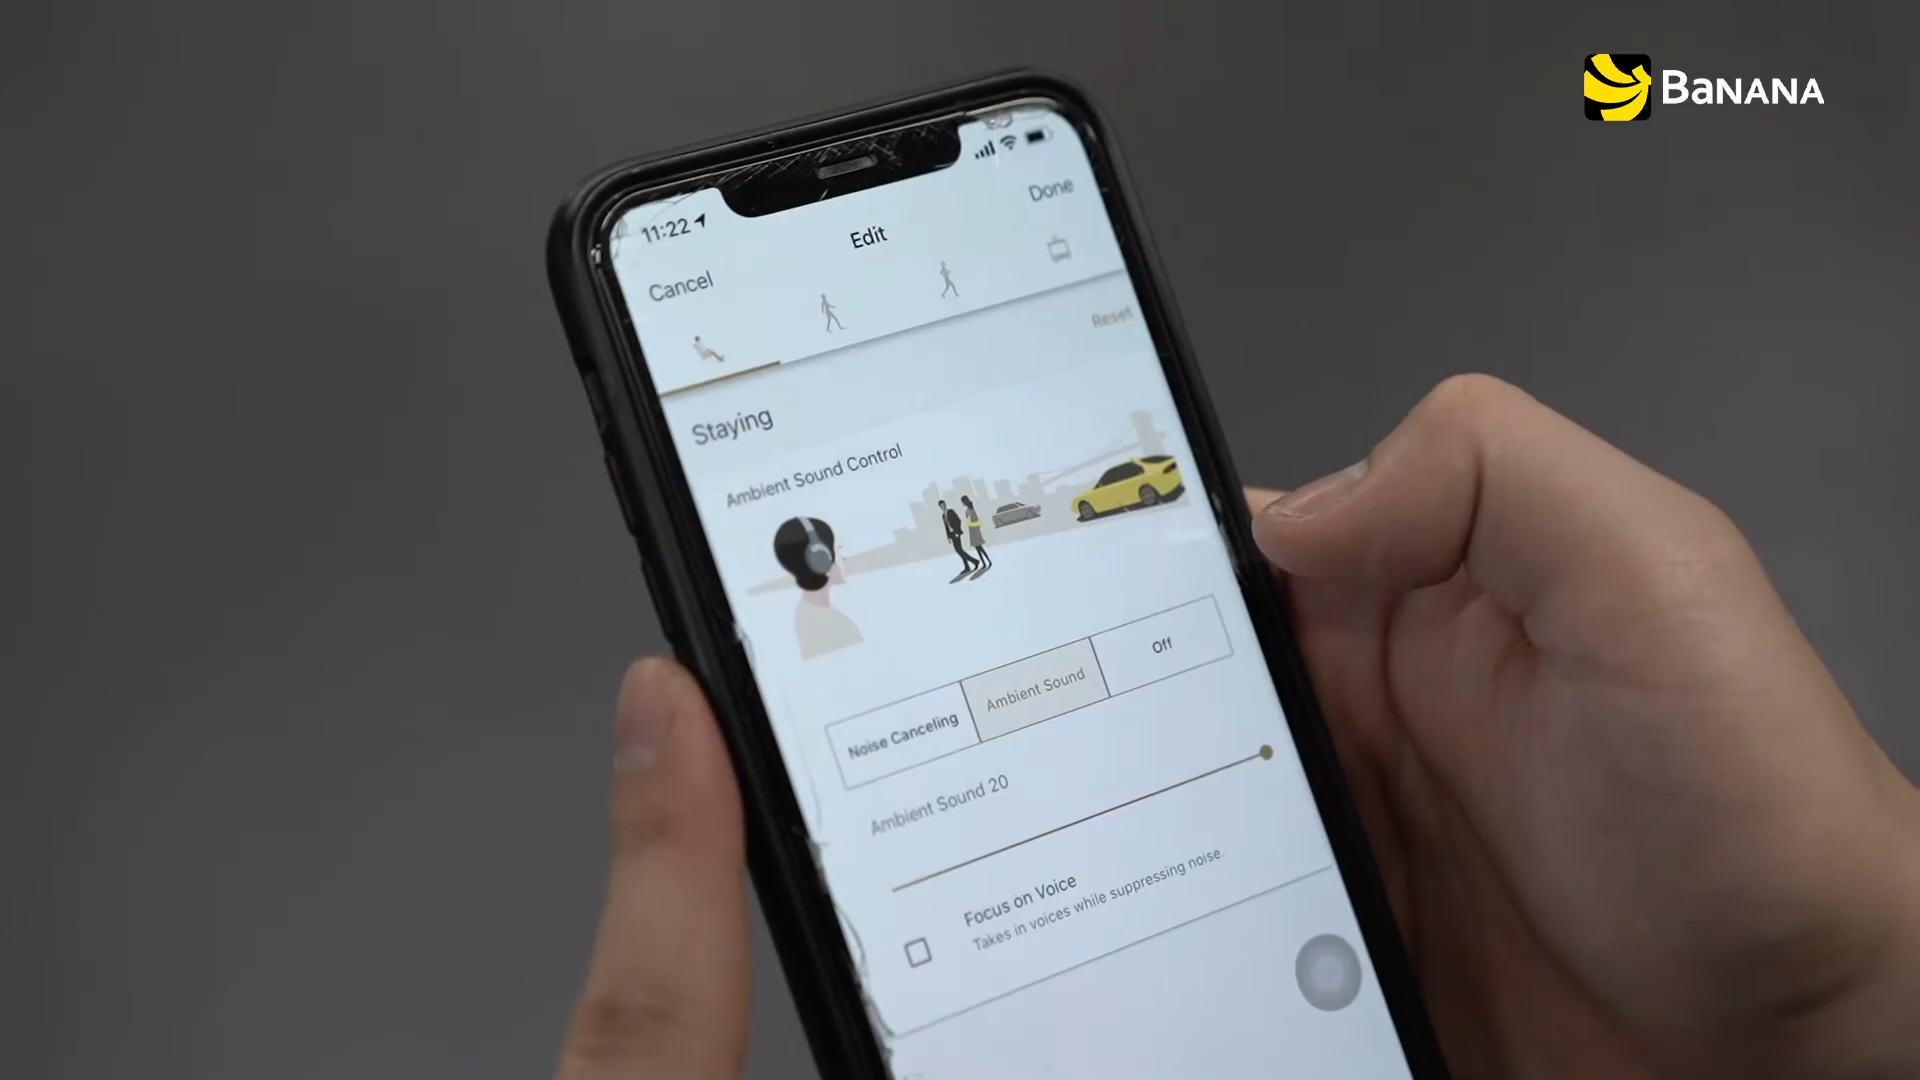 BaNANA
11:22
Done
Edit
Cancel
Reset
Staying
Ambient Sound Control
Noise Canceling
Ambient Sound
Off
Ambient Sound 20
Focus on Voice
Takes in voices while suppressing noise.